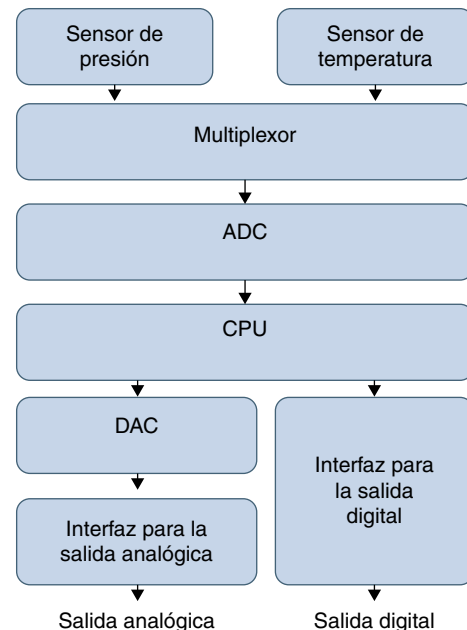 Sensor de
presión
Sensor de
temperatura
Multiplexor
ADC
CPU
DAC
Interfaz para
la salida
digital
Interfaz para la
salida analógica
Salida analógica
Salida digital